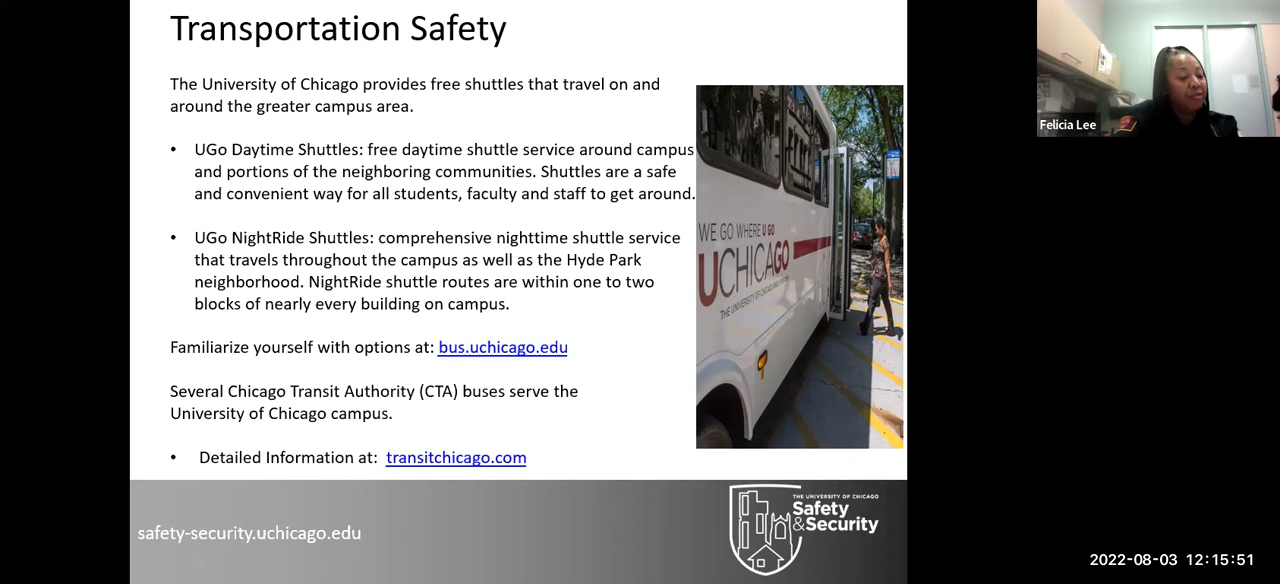 Transportation Safety
The University of Chicago provides free shuttles that travel on and
around the greater campus area.
• UGo Daytime Shuttles: free daytime shuttle service around campus
and portions of the neighboring communities. Shuttles are a safe
and convenient way for all students, faculty and staff to get around.
• UGo NightRide Shuttles: comprehensive nighttime shuttle service
that travels throughout the campus as well as the Hyde Park
neighborhood. NightRide shuttle routes are within one to two
blocks of nearly every building on campus.
Familiarize yourself with options at: bus.uchicago.edu
Several Chicago Transit Authority (CTA) buses serve the
University of Chicago campus.
• Detailed Information at: transitchicago.com
WE GO WHERE U GO
UCHICAGO
THE UNIVERSITY OF CHICAGO
safety-security.uchicago.edu
THE UNIVERSITY OF CHICAGO
Safety
&Security
Felicia Lee
2022-08-03 12:15:51